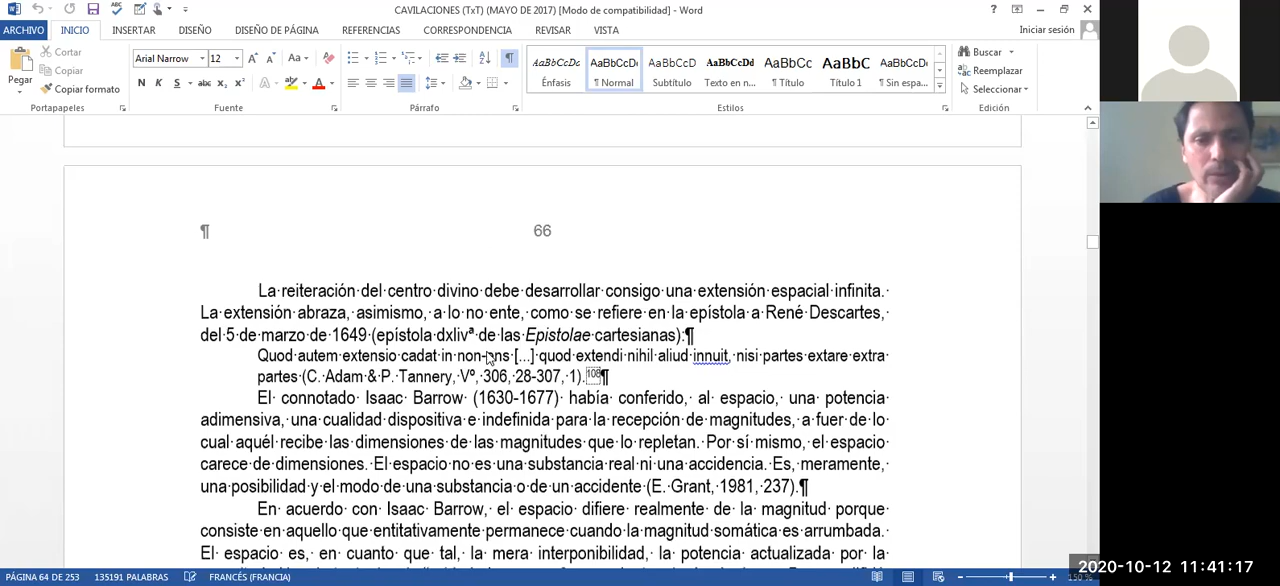 CAVILACIONES (TxT) (MAYO DE 2017) [Modo de compatibilidad] - Word
ARCHIVO INICIO INSERTAR DISEÑO DISEÑO DE PÁGINA REFERENCIAS CORRESPONDENCIA REVISAR VISTA Iniciar sesión
Pegar
Cortar
Copiar
Copiar formato
Portapapeles
Arial Narrow 12
N K S abc x₂ x²
Fuente
Párrafo
AaBbCcDc AaBbCcDc AaBbCcD AaBbCcDd AaBbCc AaBbC AaBbCcDc
Énfasis ¶ Normal Subtítulo Texto en n... ¶ Título Título 1 ¶ Sin espa...
Estilos
Buscar
Reemplazar
Seleccionar
Edición
¶ 66
La reiteración del centro divino debe desarrollar consigo una extensión espacial infinita.
La extensión abraza, asimismo, a lo no ente, como se refiere en la epístola a René Descartes,
del 5 de marzo de 1649 (epístola dxlivª de las Epistolae cartesianas):¶
Quod autem extensio cadat in non-ens [...] quod extendi nihil aliud innuit, nisi partes extare extra
partes (C. Adam & P. Tannery, Vº, 306, 28-307, 1).108¶
El connotado Isaac Barrow (1630-1677) había conferido, al espacio, una potencia
adimensiva, una cualidad dispositiva e indefinida para la recepción de magnitudes, a fuer de lo
cual aquél recibe las dimensiones de las magnitudes que lo repletan. Por sí mismo, el espacio
carece de dimensiones. El espacio no es una substancia real ni una accidencia. Es, meramente,
una posibilidad y el modo de una substancia o de un accidente (E. Grant, 1981, 237).¶
En acuerdo con Isaac Barrow, el espacio difiere realmente de la magnitud porque
consiste en aquello que entitativamente permanece cuando la magnitud somática es arrumbada.
El espacio es, en cuanto que tal, la mera interponibilidad, la potencia actualizada por la
2020-10-12 11:41:17
PÁGINA 64 DE 253 135191 PALABRAS FRANCÉS (FRANCIA) 150 %